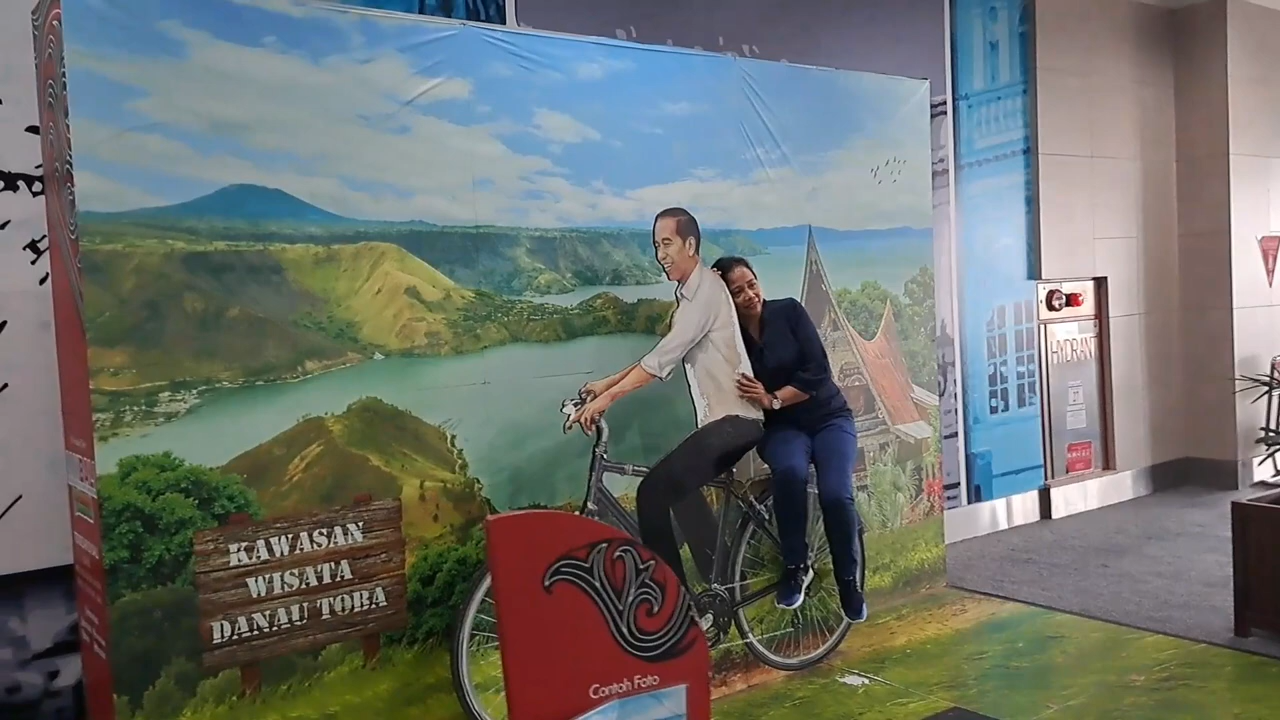 KAWASAN
WISATA
DANAU TOBA
Contoh Foto
HYDRANT